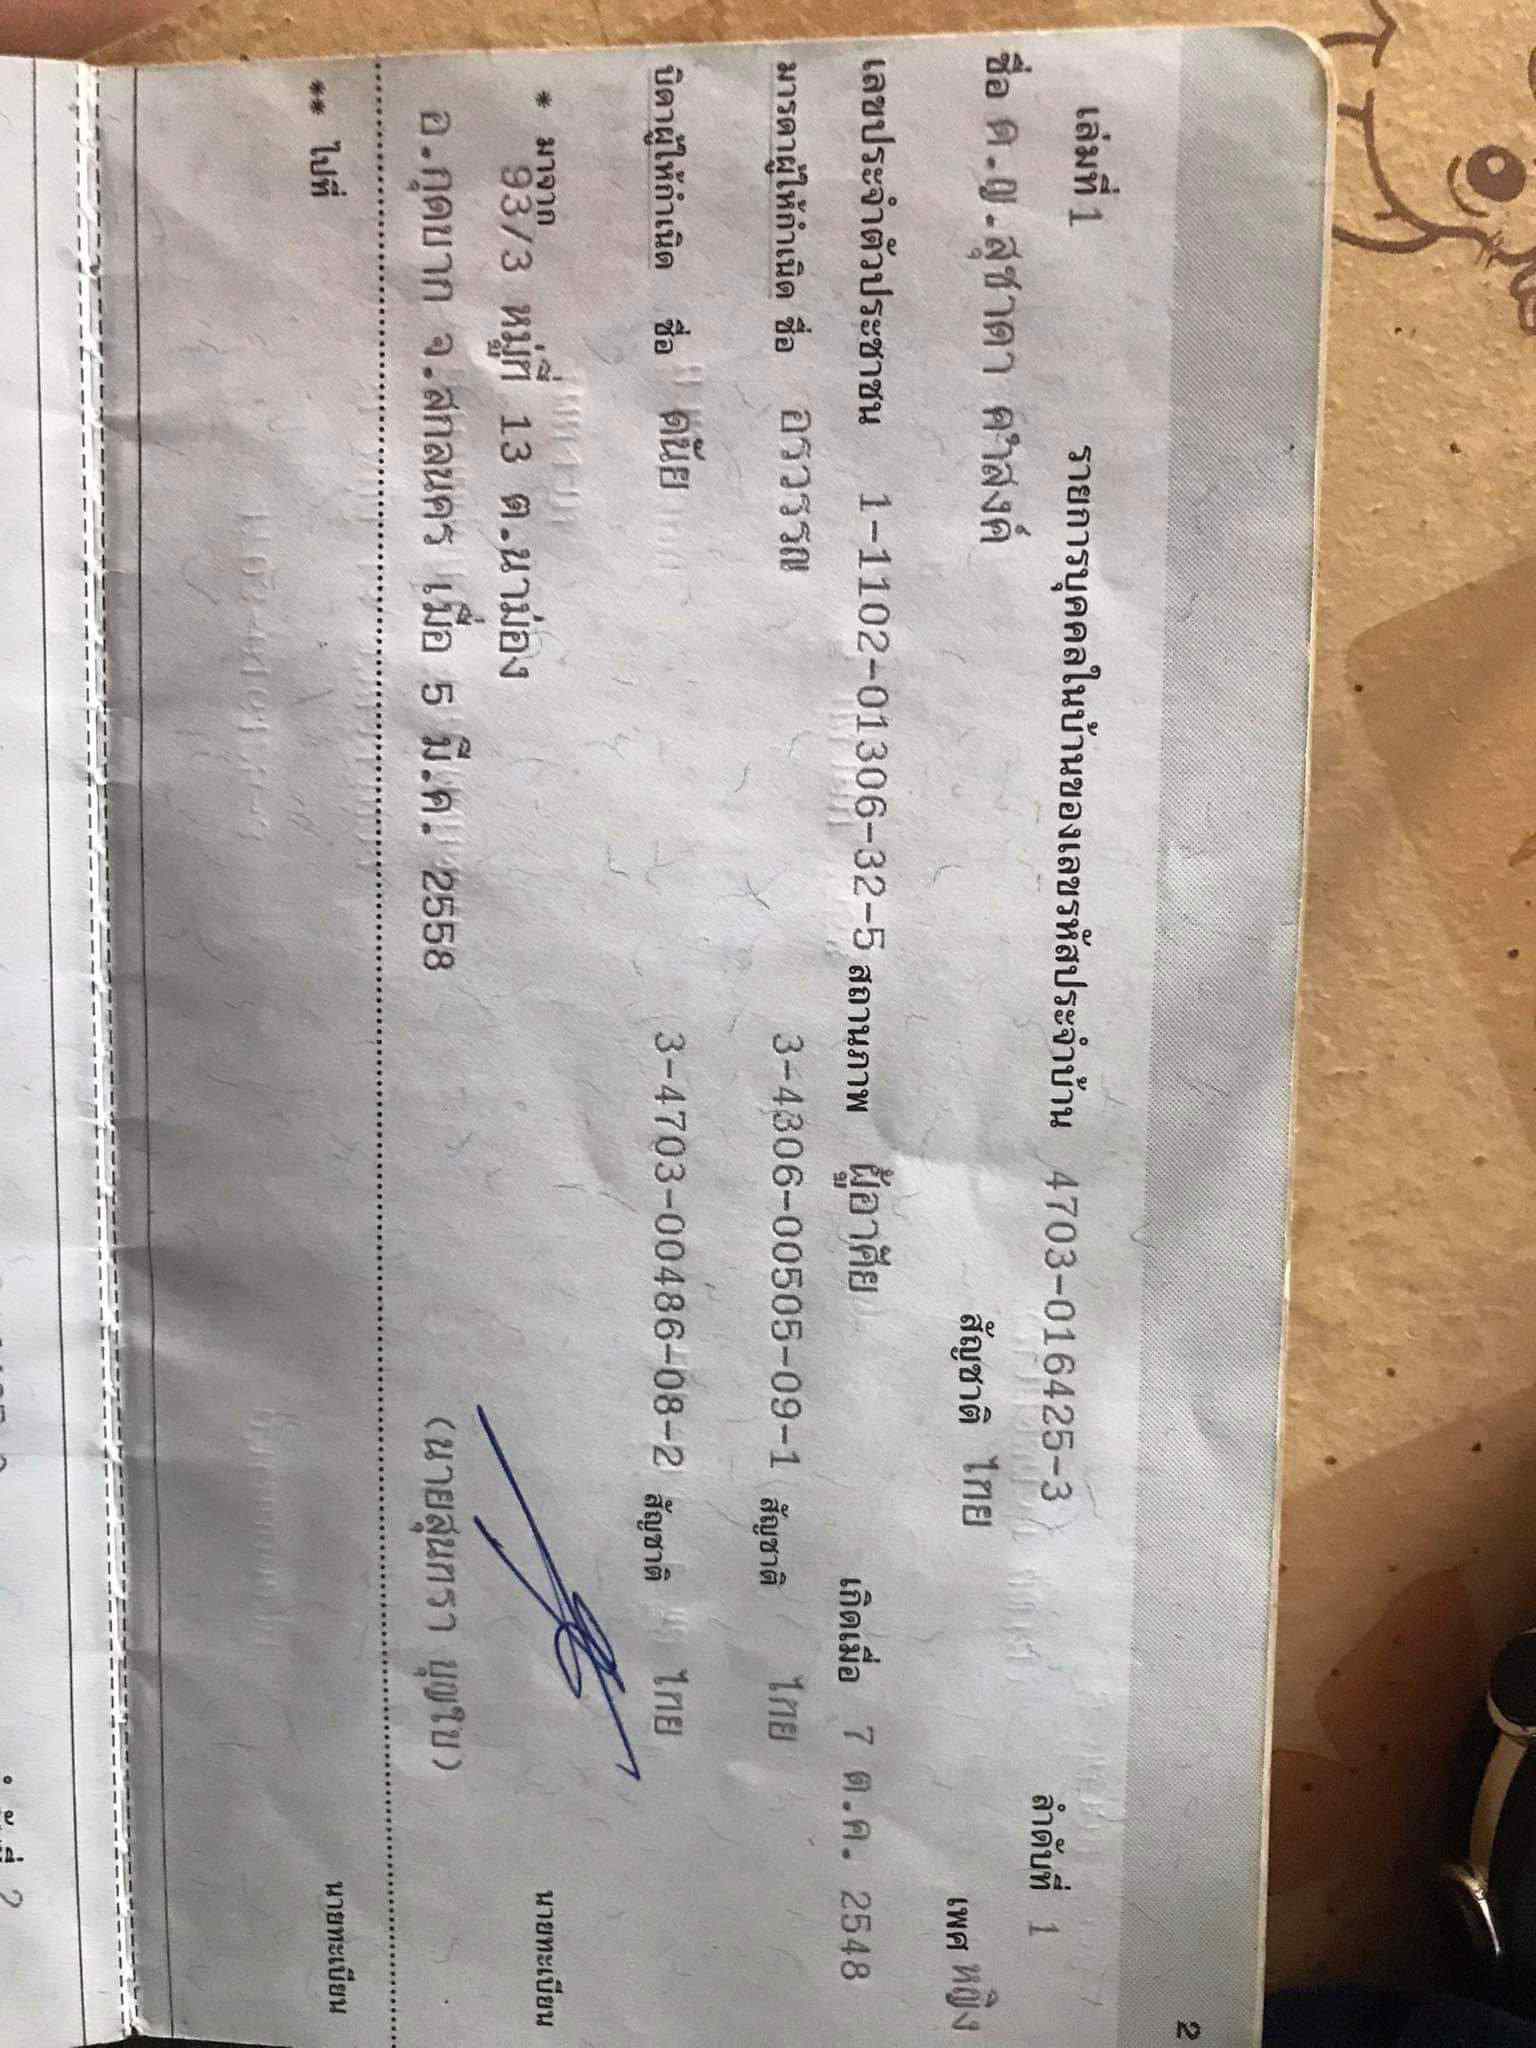 2
เล่มที่ 1 รายการบุคคลในบ้านของเลขรหัสประจำบ้าน 4703-016425-3 ลำดับที่ 1
ชื่อ ด.ญ.สุชาดา คำสงค์ สัญชาติ ไทย เพศ หญิง
เลขประจำตัวประชาชน 1-1102-01306-32-5 สถานภาพ ผู้อาศัย เกิดเมื่อ 7 ต.ค. 2548
มารดาผู้ให้กำเนิด ชื่อ อรวรรณ 3-4306-00505-09-1 สัญชาติ ไทย
บิดาผู้ให้กำเนิด ชื่อ ดนัย 3-4703-00486-08-2 สัญชาติ ไทย
* มาจาก
93/3 หมู่ที่ 13 ต.นาม่อง นายทะเบียน
อ.กุดบาก จ.สกลนคร เมื่อ 5 มี.ค. 2558 (นายสุนทรา บุญใบ)
** ไปที่
นายทะเบียน